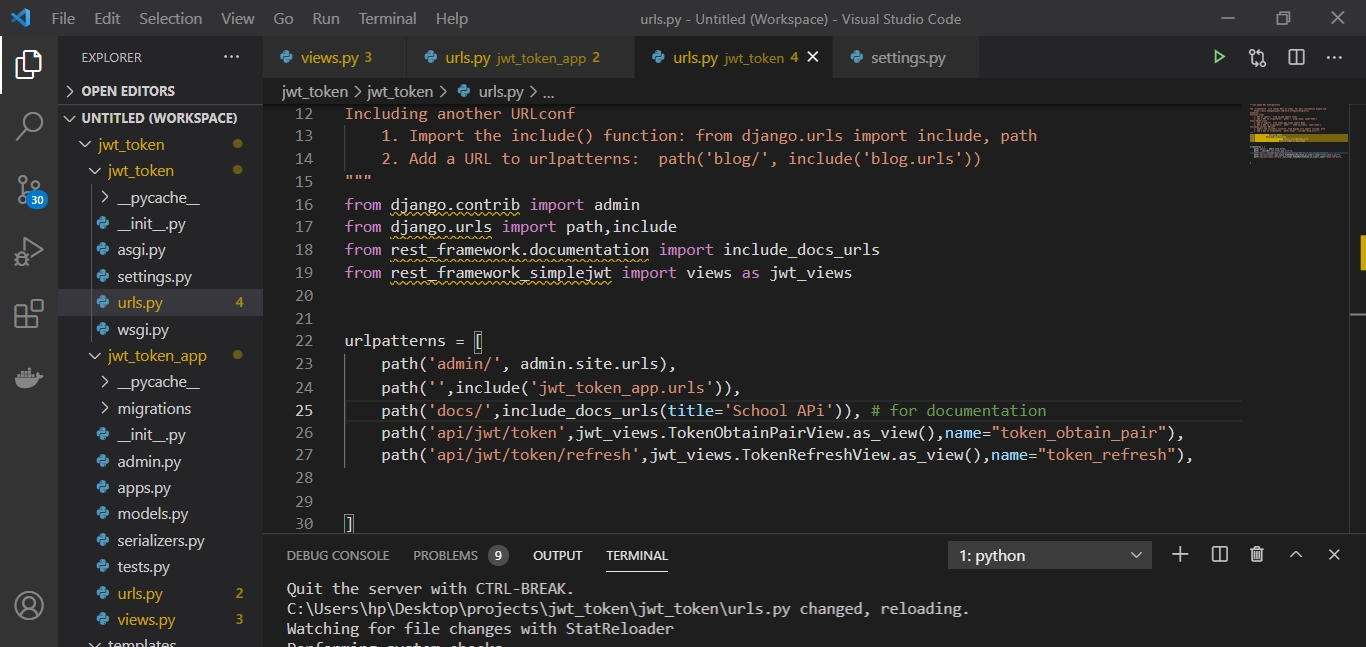 File Edit Selection View Go Run Terminal Help
urls.py - Untitled (Workspace) - Visual Studio Code
EXPLORER
OPEN EDITORS
UNTITLED (WORKSPACE)
jwt_token
jwt_token
__pycache__
__init__.py
asgi.py
settings.py
urls.py 4
wsgi.py
jwt_token_app
__pycache__
migrations
__init__.py
admin.py
apps.py
models.py
serializers.py
tests.py
urls.py 2
views.py 3
templates
30
views.py 3
urls.py jwt_token_app 2
urls.py jwt_token 4
settings.py
jwt_token > jwt_token > urls.py > ...
12 Including another URLconf
13     1. Import the include() function: from django.urls import include, path
14     2. Add a URL to urlpatterns:  path('blog/', include('blog.urls'))
15 """
16 from django.contrib import admin
17 from django.urls import path,include
18 from rest_framework.documentation import include_docs_urls
19 from rest_framework_simplejwt import views as jwt_views
20
21
22 urlpatterns = [
23     path('admin/', admin.site.urls),
24     path('',include('jwt_token_app.urls')),
25     path('docs/',include_docs_urls(title='School APi')), # for documentation
26     path('api/jwt/token',jwt_views.TokenObtainPairView.as_view(),name="token_obtain_pair"),
27     path('api/jwt/token/refresh',jwt_views.TokenRefreshView.as_view(),name="token_refresh"),
28
29
30 ]
DEBUG CONSOLE PROBLEMS 9 OUTPUT TERMINAL
1: python
Quit the server with CTRL-BREAK.
C:\Users\hp\Desktop\projects\jwt_token\jwt_token\urls.py changed, reloading.
Watching for file changes with StatReloader
Performing system checks